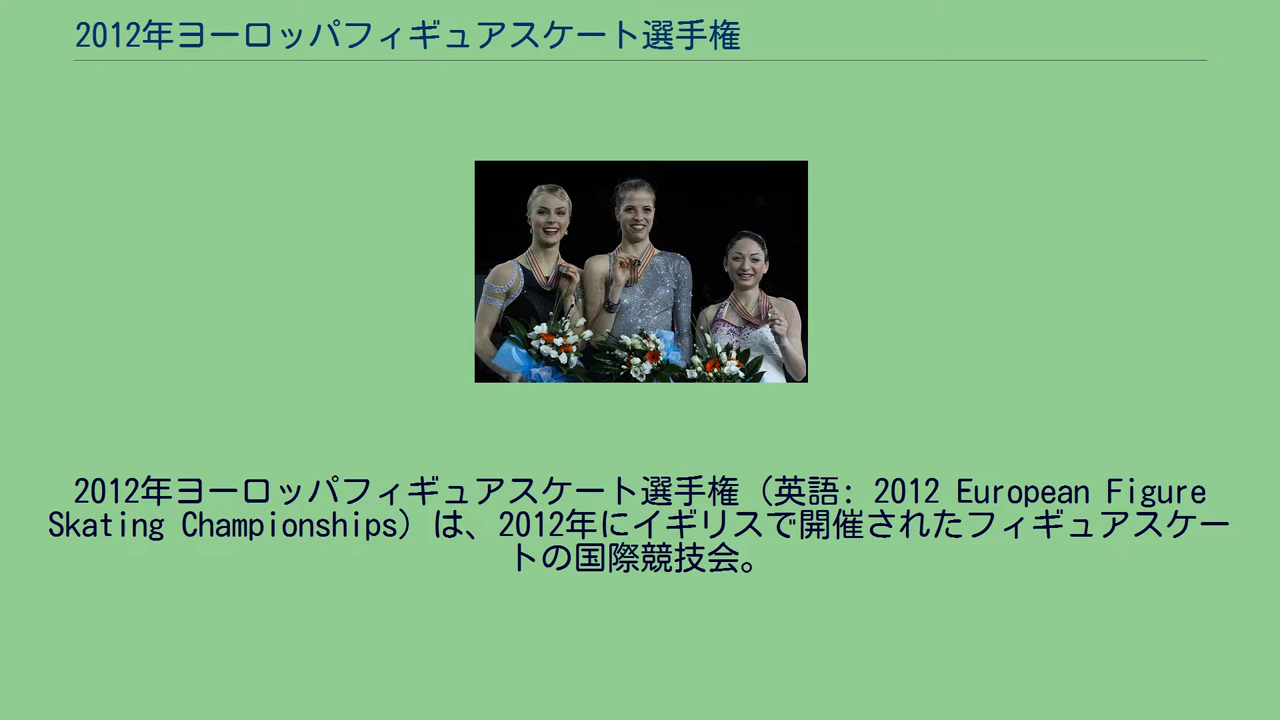 2012年ヨーロッパフィギュアスケート選手権
2012年ヨーロッパフィギュアスケート選手権（英語: 2012 European Figure
Skating Championships）は、2012年にイギリスで開催されたフィギュアスケー
トの国際競技会。